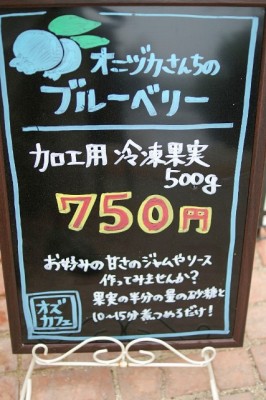 オニヅカさんちの
ブルーベリー
加工用 冷凍果実
500g
750円
お好みの甘さのジャムやソース
作ってみませんか?
果実の半分の量の砂糖と
10~15分煮つめるだけ!
オズ
カフェ